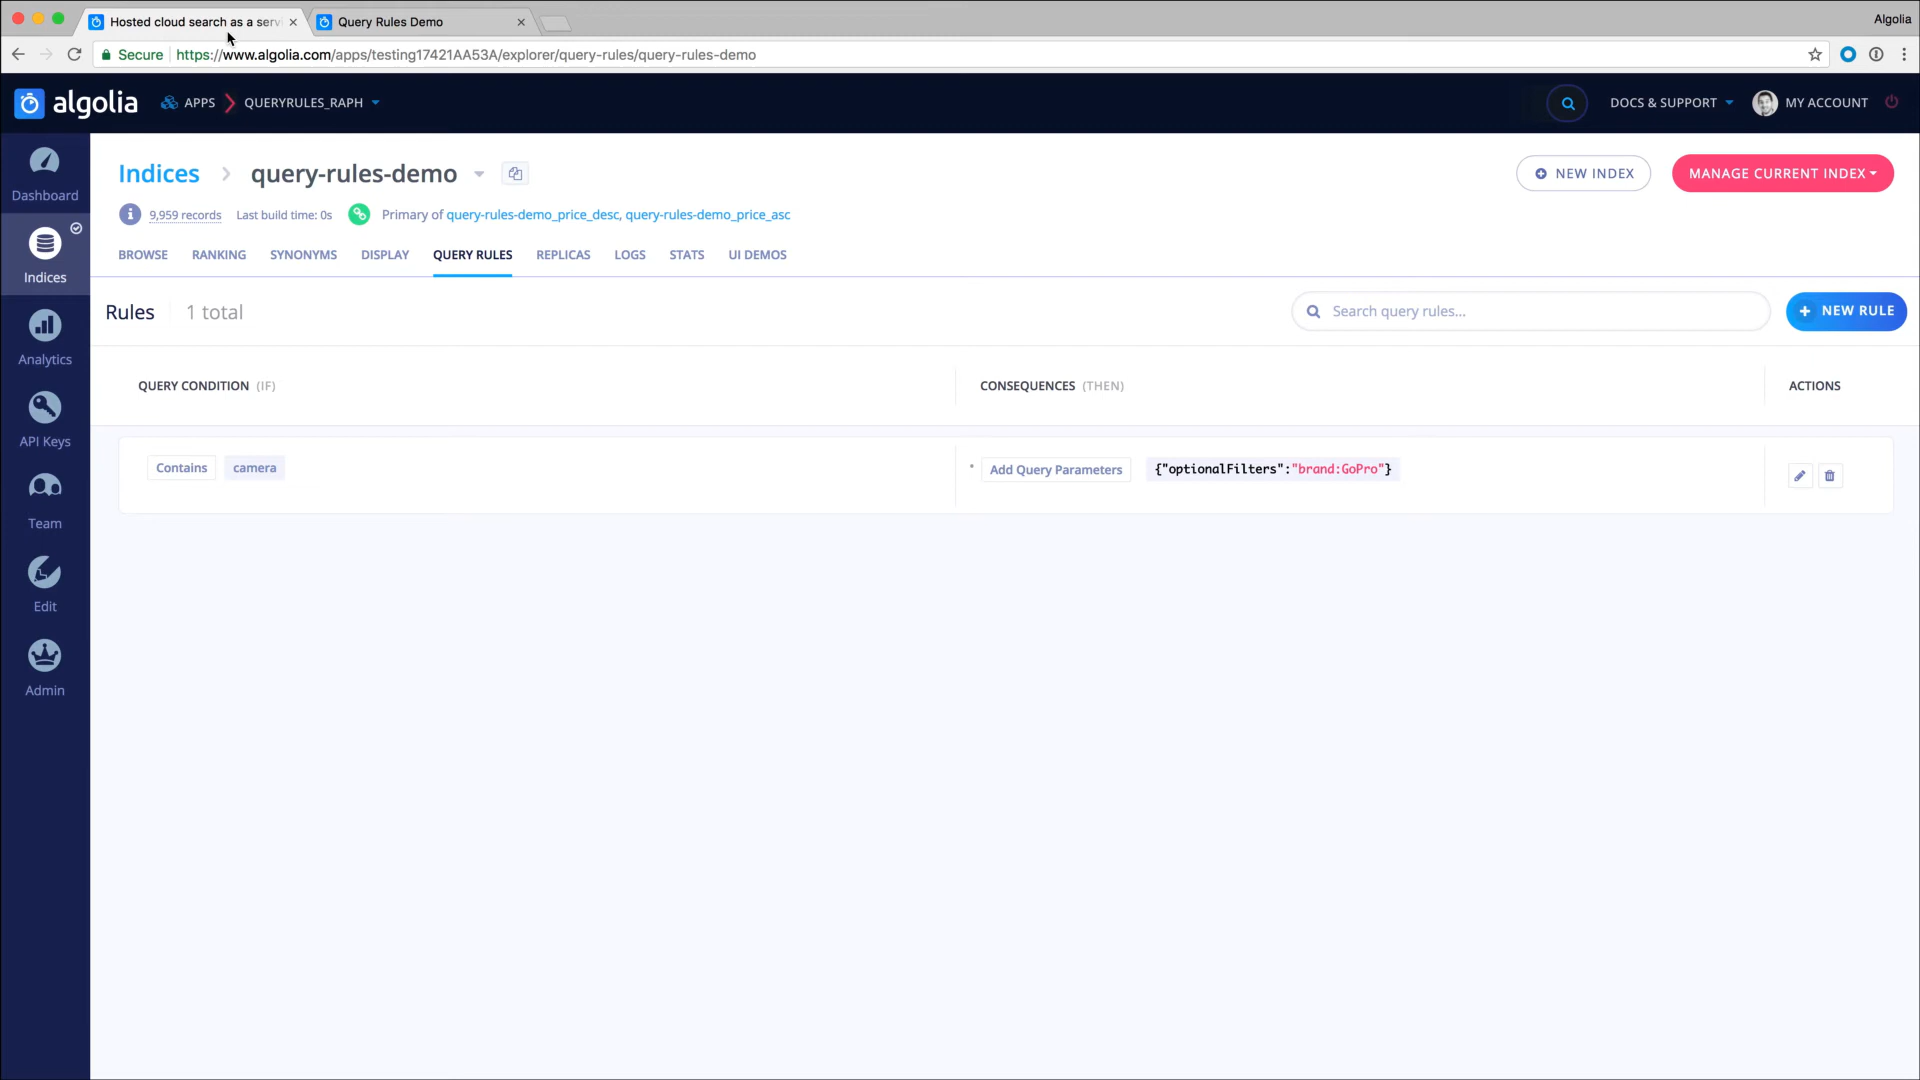 Hosted cloud search as a serv
Query Rules Demo
Algolia
Secure
https://www.algolia.com/apps/testing17421AA53A/explorer/query-rules/query-rules-demo
algolia
APPS
QUERYRULES_RAPH
DOCS & SUPPORT
MY ACCOUNT
Dashboard
Indices
Analytics
API Keys
Team
Edit
Admin
Indices
query-rules-demo
NEW INDEX
MANAGE CURRENT INDEX
9,959 records
Last build time: 0s
Primary of query-rules-demo_price_desc, query-rules-demo_price_asc
BROWSE
RANKING
SYNONYMS
DISPLAY
QUERY RULES
REPLICAS
LOGS
STATS
UI DEMOS
Rules
1 total
Search query rules...
NEW RULE
QUERY CONDITION (IF)
CONSEQUENCES (THEN)
ACTIONS
Contains
camera
Add Query Parameters
{"optionalFilters":"brand:GoPro"}